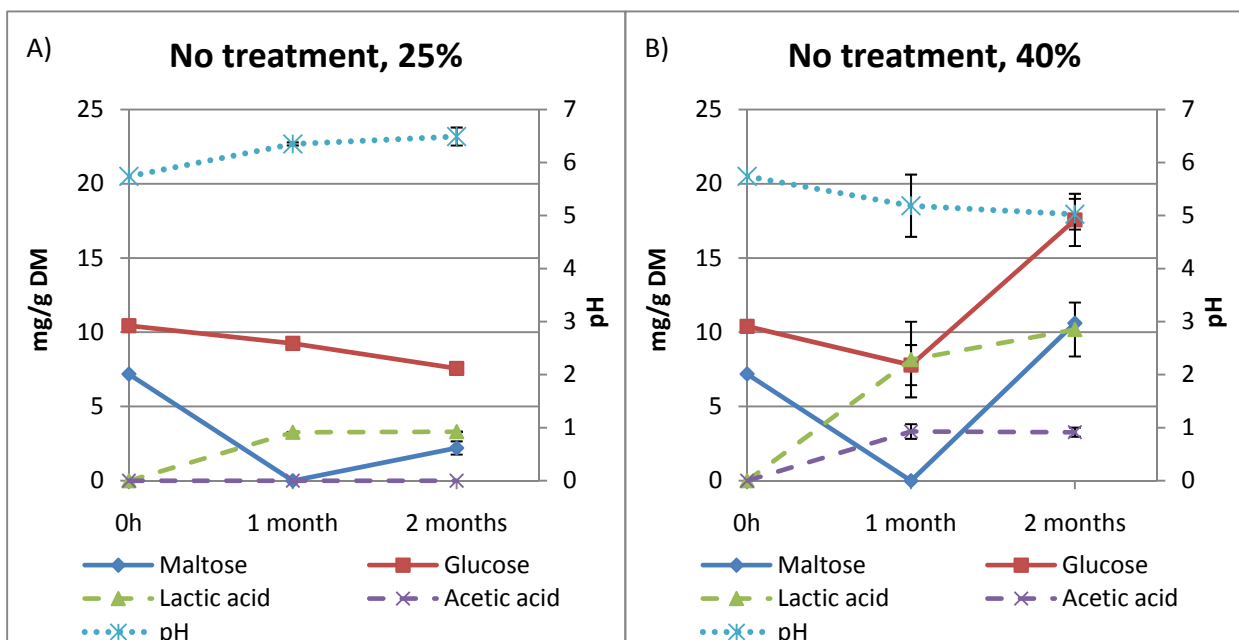 A)
No treatment, 25%
25
20
15
10
5
0
mg/g DM
7
6
5
4
3
2
1
0
pH
0h 1 month 2 months
Maltose Glucose
Lactic acid Acetic acid
pH
B)
No treatment, 40%
25
20
15
10
5
0
mg/g DM
7
6
5
4
3
2
1
0
pH
0h 1 month 2 months
Maltose Glucose
Lactic acid Acetic acid
pH